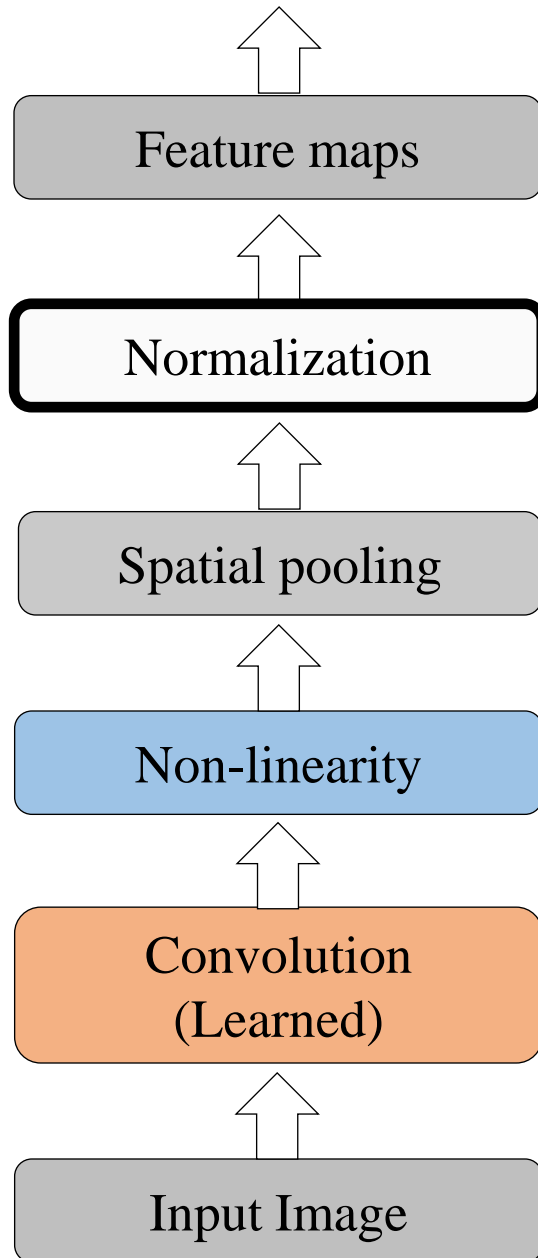 Feature maps
Normalization
Spatial pooling
Non-linearity
Convolution
(Learned)
Input Image